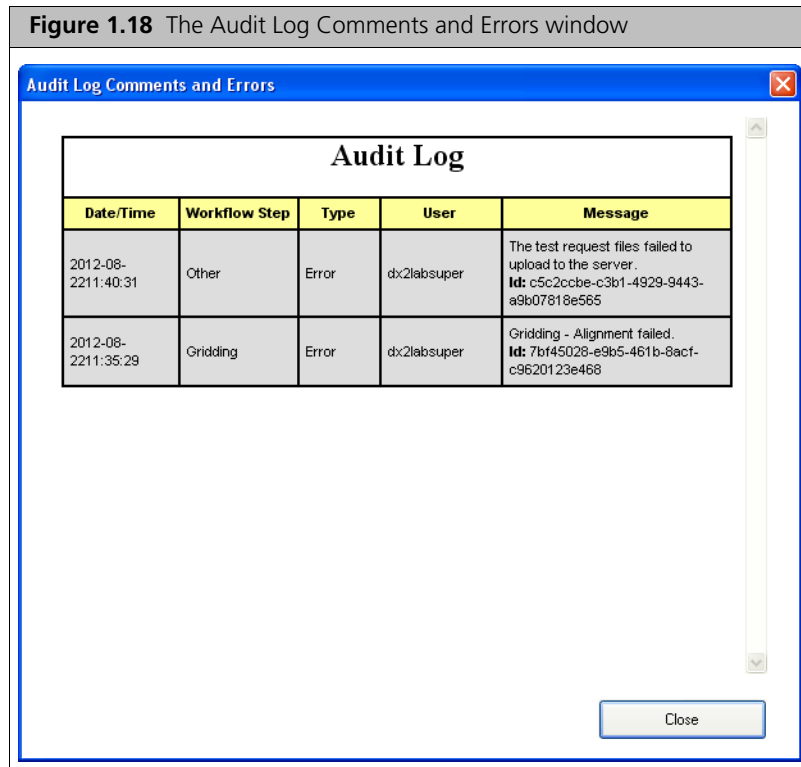 Figure 1.18 The Audit Log Comments and Errors window
Audit Log Comments and Errors
Audit Log
Date/Time Workflow Step Type User Message
2012-08-
2211:40:31
Other
Error
dx2labsuper
The test request files failed to
upload to the server.
Id: c5c2ccbe-c3b1-4929-9443-
a9b07818e565
2012-08-
2211:35:29
Gridding
Error
dx2labsuper
Gridding - Alignment failed.
Id: 7bf45028-e9b5-461b-8acf-
c9620123e468
Close